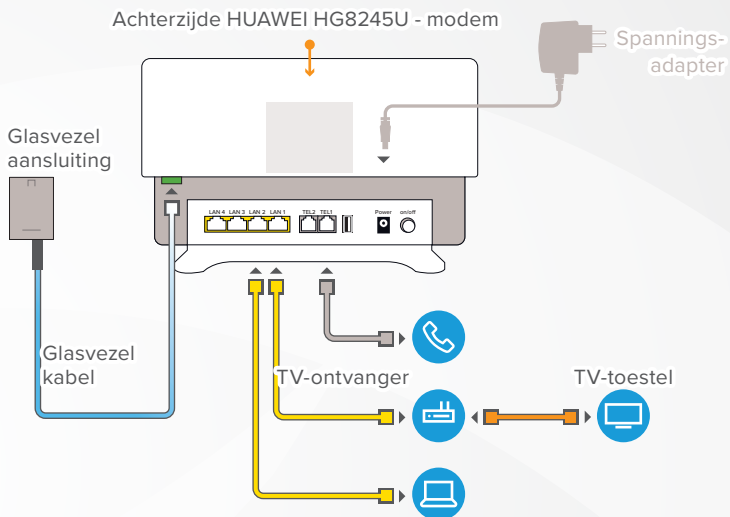 Achterzijde HUAWEI HG8245U - modem
Spannings-
adapter
Glasvezel
aansluiting
LAN 4 LAN 3 LAN 2 LAN 1 TEL2 TEL1 Power on/off
Glasvezel
kabel
TV-ontvanger
TV-toestel